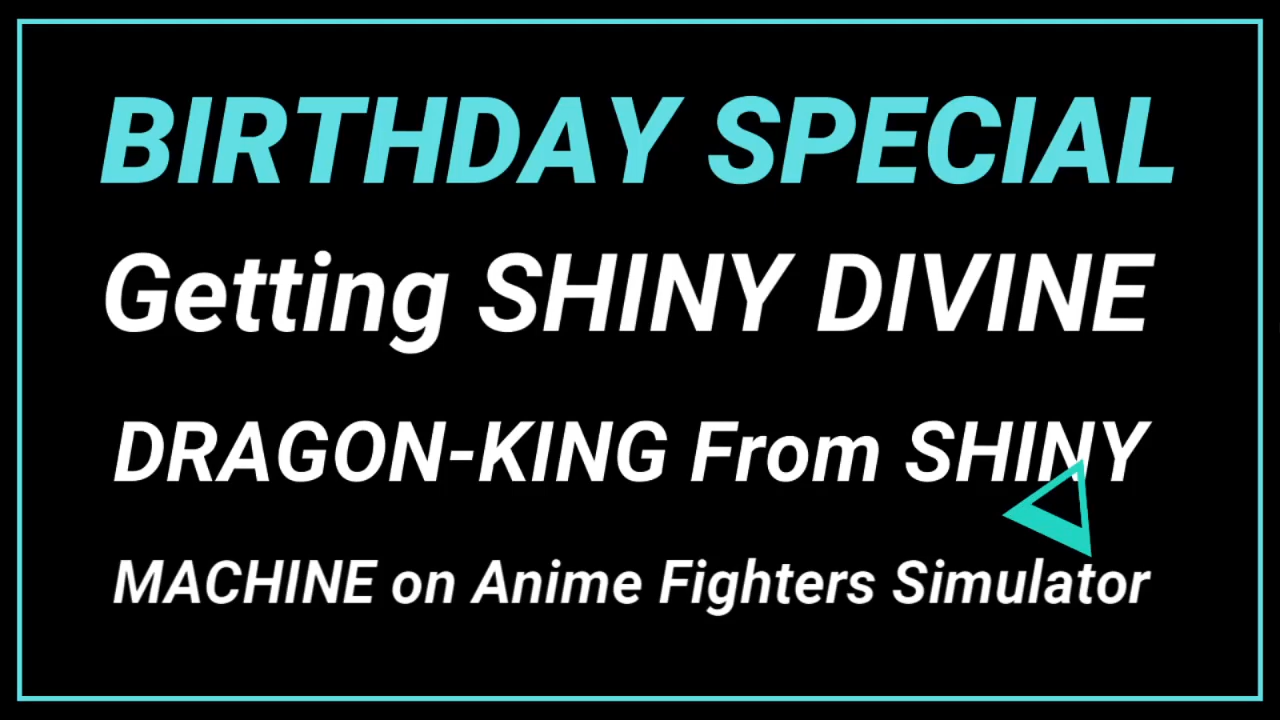 BIRTHDAY SPECIAL
Getting SHINY DIVINE
DRAGON-KING From SHINY
MACHINE on Anime Fighters Simulator